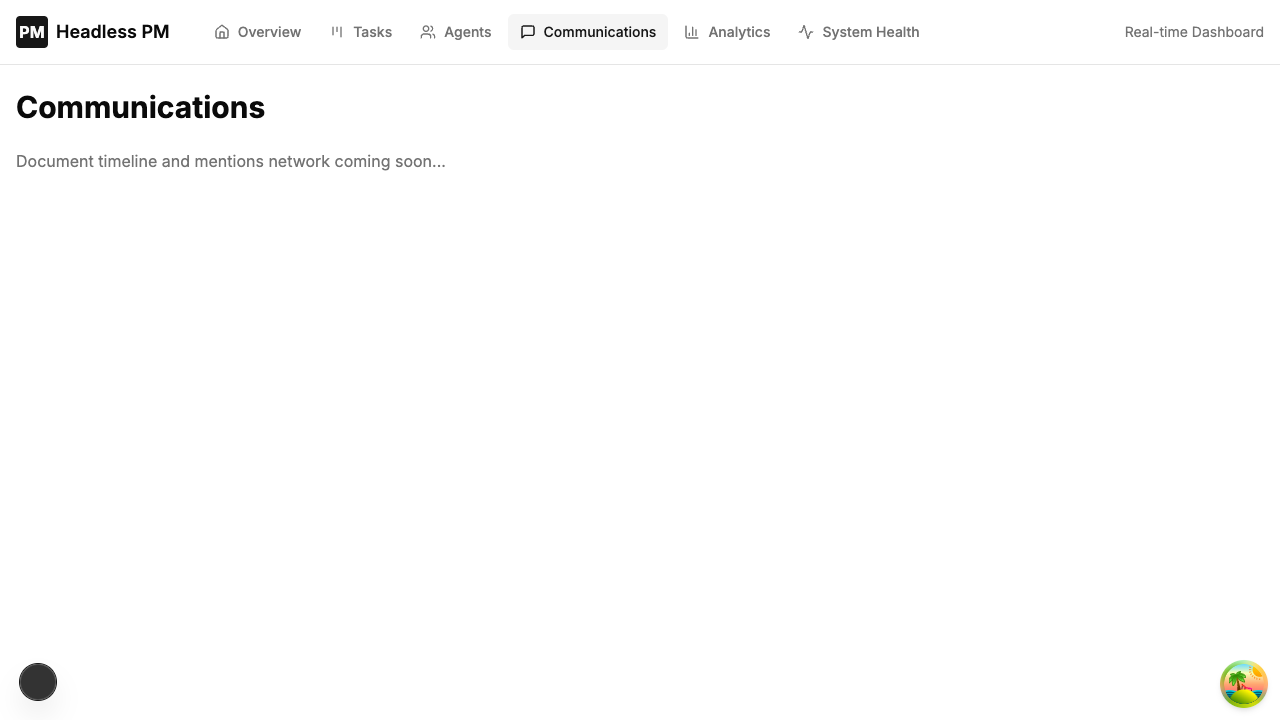 PM Headless PM Overview Tasks Agents Communications Analytics System Health Real-time Dashboard
Communications
Document timeline and mentions network coming soon...